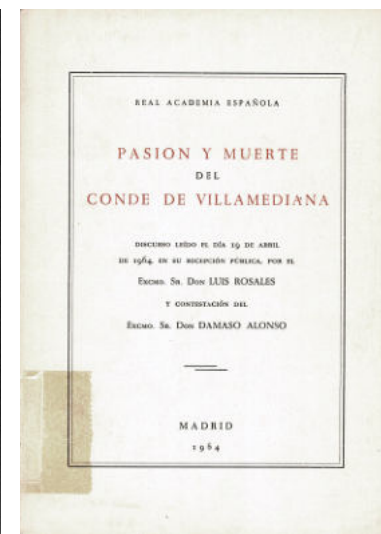 REAL ACADEMIA ESPAÑOLA
PASION Y MUERTE
DEL
CONDE DE VILLAMEDIANA
DISCURSO LEÍDO EL DÍA 19 DE ABRIL
DE 1964, EN SU RECEPCIÓN PÚBLICA, POR EL
EXCMO. SR. DON LUIS ROSALES
Y CONTESTACIÓN DEL
EXCMO. SR. DON DAMASO ALONSO
MADRID
1964